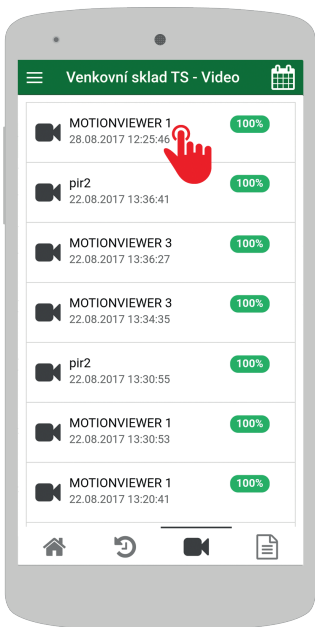 Venkovní sklad TS - Video
MOTIONVIEWER 1
100%
28.08.2017 12:25:46
pir2
100%
22.08.2017 13:36:41
MOTIONVIEWER 3
100%
22.08.2017 13:36:27
MOTIONVIEWER 3
100%
22.08.2017 13:34:35
pir2
100%
22.08.2017 13:30:55
MOTIONVIEWER 1
100%
22.08.2017 13:30:53
MOTIONVIEWER 1
100%
22.08.2017 13:20:41